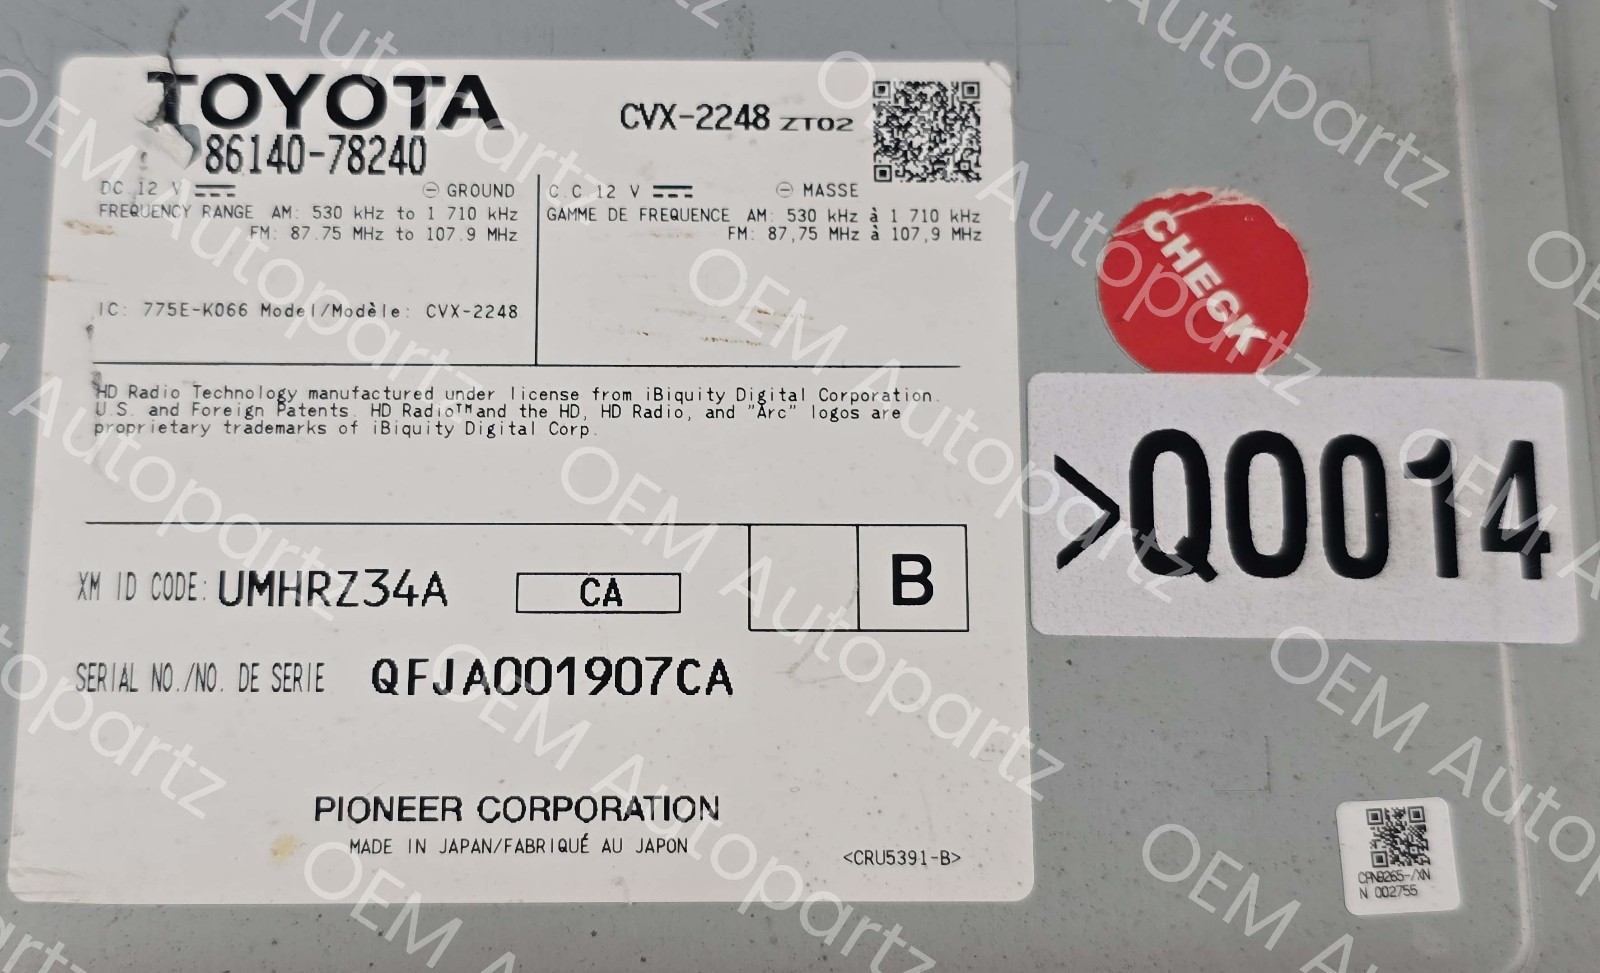 TOYOTA
86140-78240
CVX-2248 ZT02
DC 12 V ⎓ ⊖ GROUND
FREQUENCY RANGE AM: 530 kHz to 1 710 kHz
FM: 87.75 MHz to 107.9 MHz
C.C 12 V ⎓ ⊖ MASSE
GAMME DE FREQUENCE AM: 530 kHz à 1 710 kHz
FM: 87,75 MHz à 107,9 MHz
IC: 775E-K066 Model/Modèle: CVX-2248
HD Radio Technology manufactured under license from iBiquity Digital Corporation.
U.S. and Foreign Patents. HD Radio™ and the HD, HD Radio, and "Arc" logos are
proprietary trademarks of iBiquity Digital Corp.
XM ID CODE: UMHRZ34A
CA
B
SERIAL NO./NO. DE SERIE QFJA001907CA
PIONEER CORPORATION
MADE IN JAPAN/FABRIQUÉ AU JAPON
<CRU5391-B>
CHECK
>Q0014
N 002755
OEM Autopartz